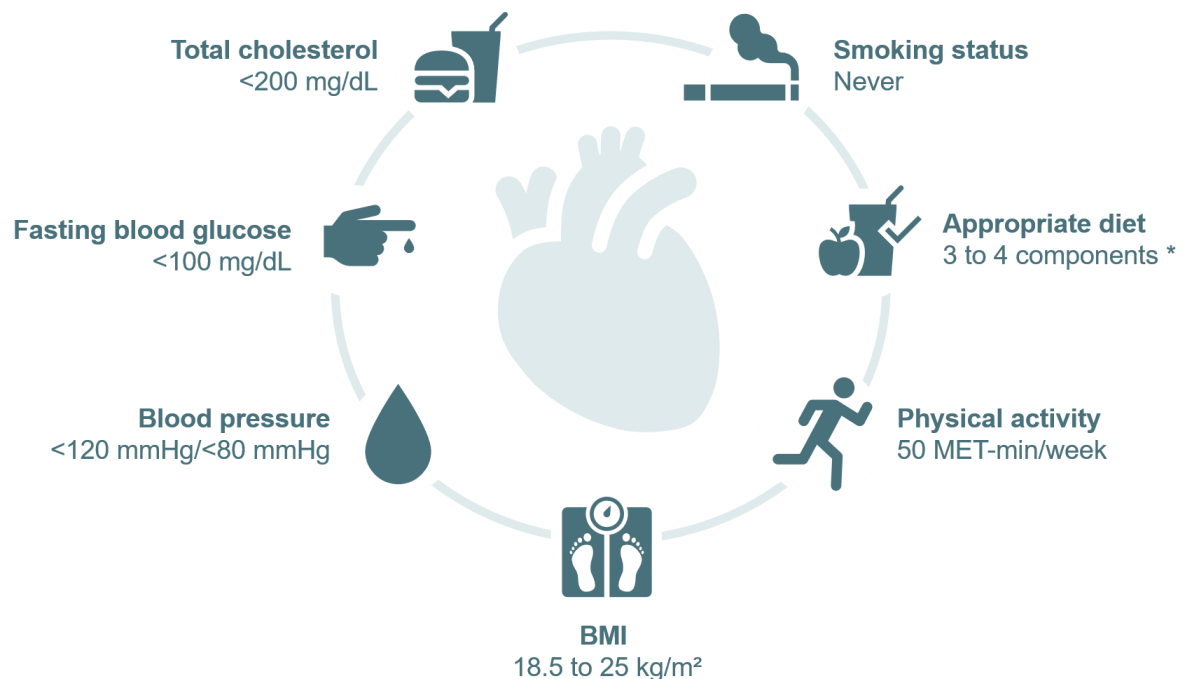 Total cholesterol
<200 mg/dL
Smoking status
Never
Fasting blood glucose
<100 mg/dL
Appropriate diet
3 to 4 components *
Blood pressure
<120 mmHg/<80 mmHg
Physical activity
50 MET-min/week
BMI
18.5 to 25 kg/m²